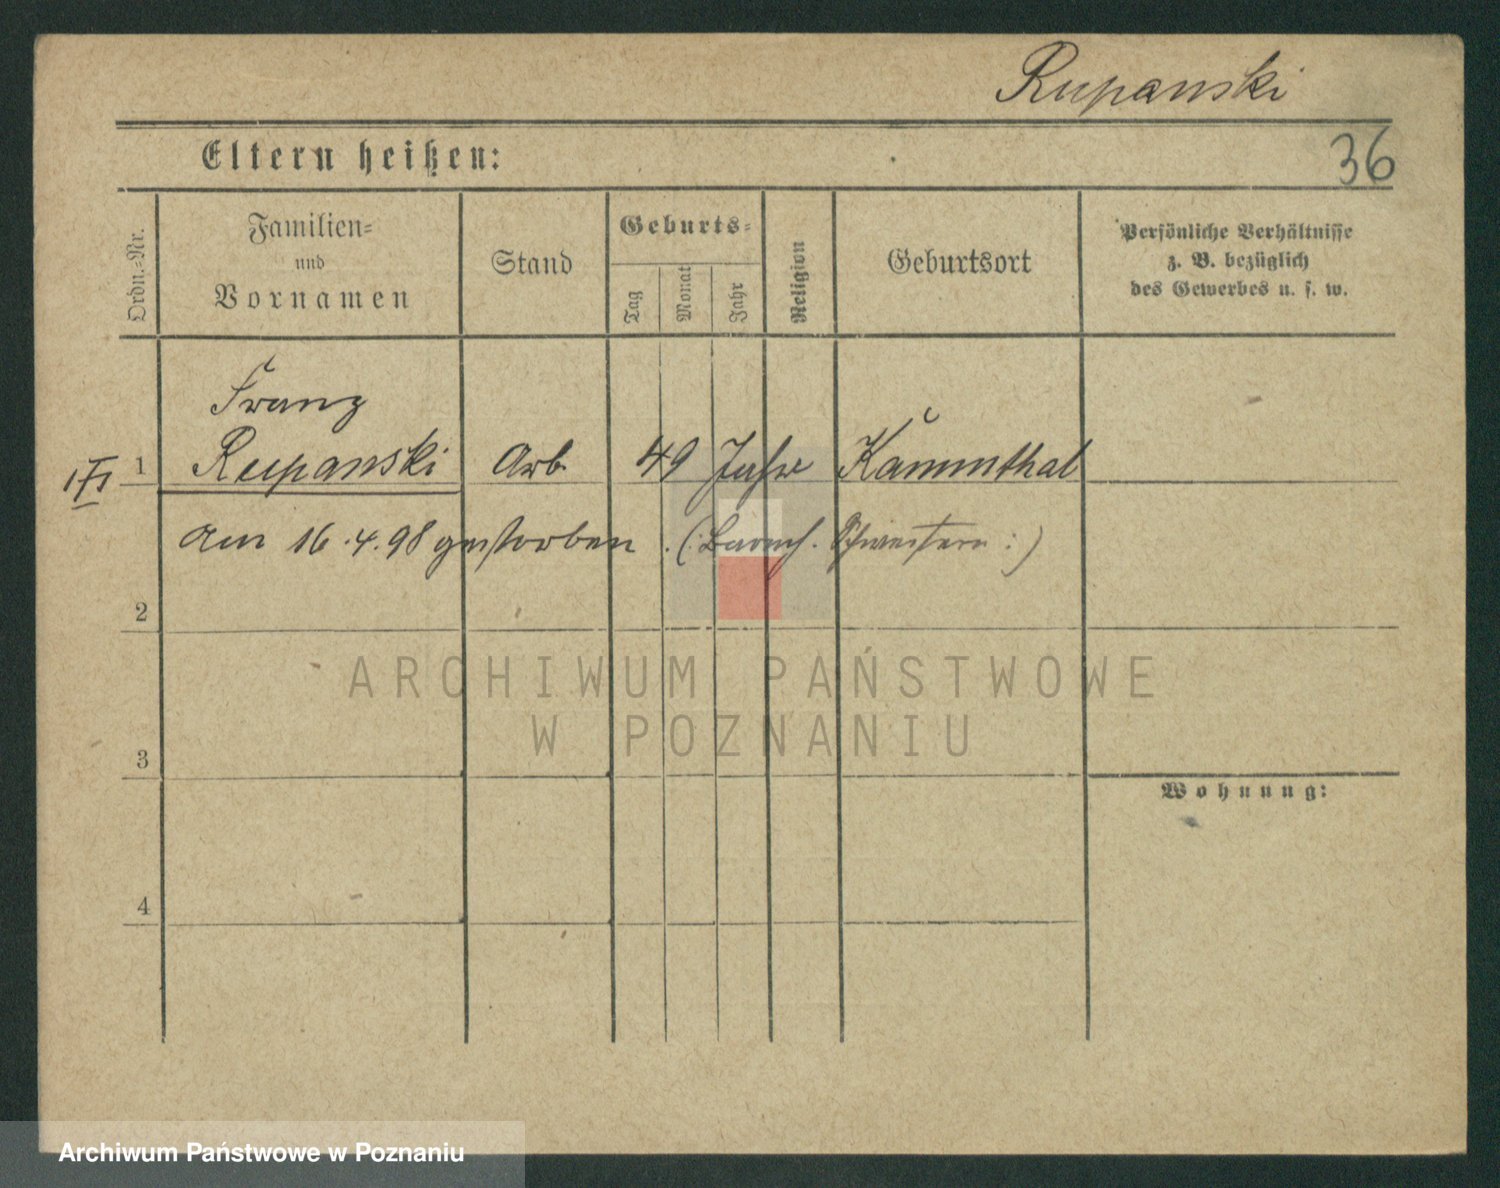 Rupanski
36
Eltern heißen:
Ordn.-Nr.
Familien-
und
Vornamen
Stand
Geburts-
Tag
Monat
Jahr
Religion
Geburtsort
Persönliche Verhältnisse
z. B. bezüglich
des Gewerbes u. s. w.
Franz
1 Rupanski Arb. 49 Jahre Kammthal
Am 16.4.98 gestorben. (: Barmh. Schwestern :)
2
ARCHIWUM PAŃSTWOWE
W POZNANIU
3
Wohnung:
4
Archiwum Państwowe w Poznaniu